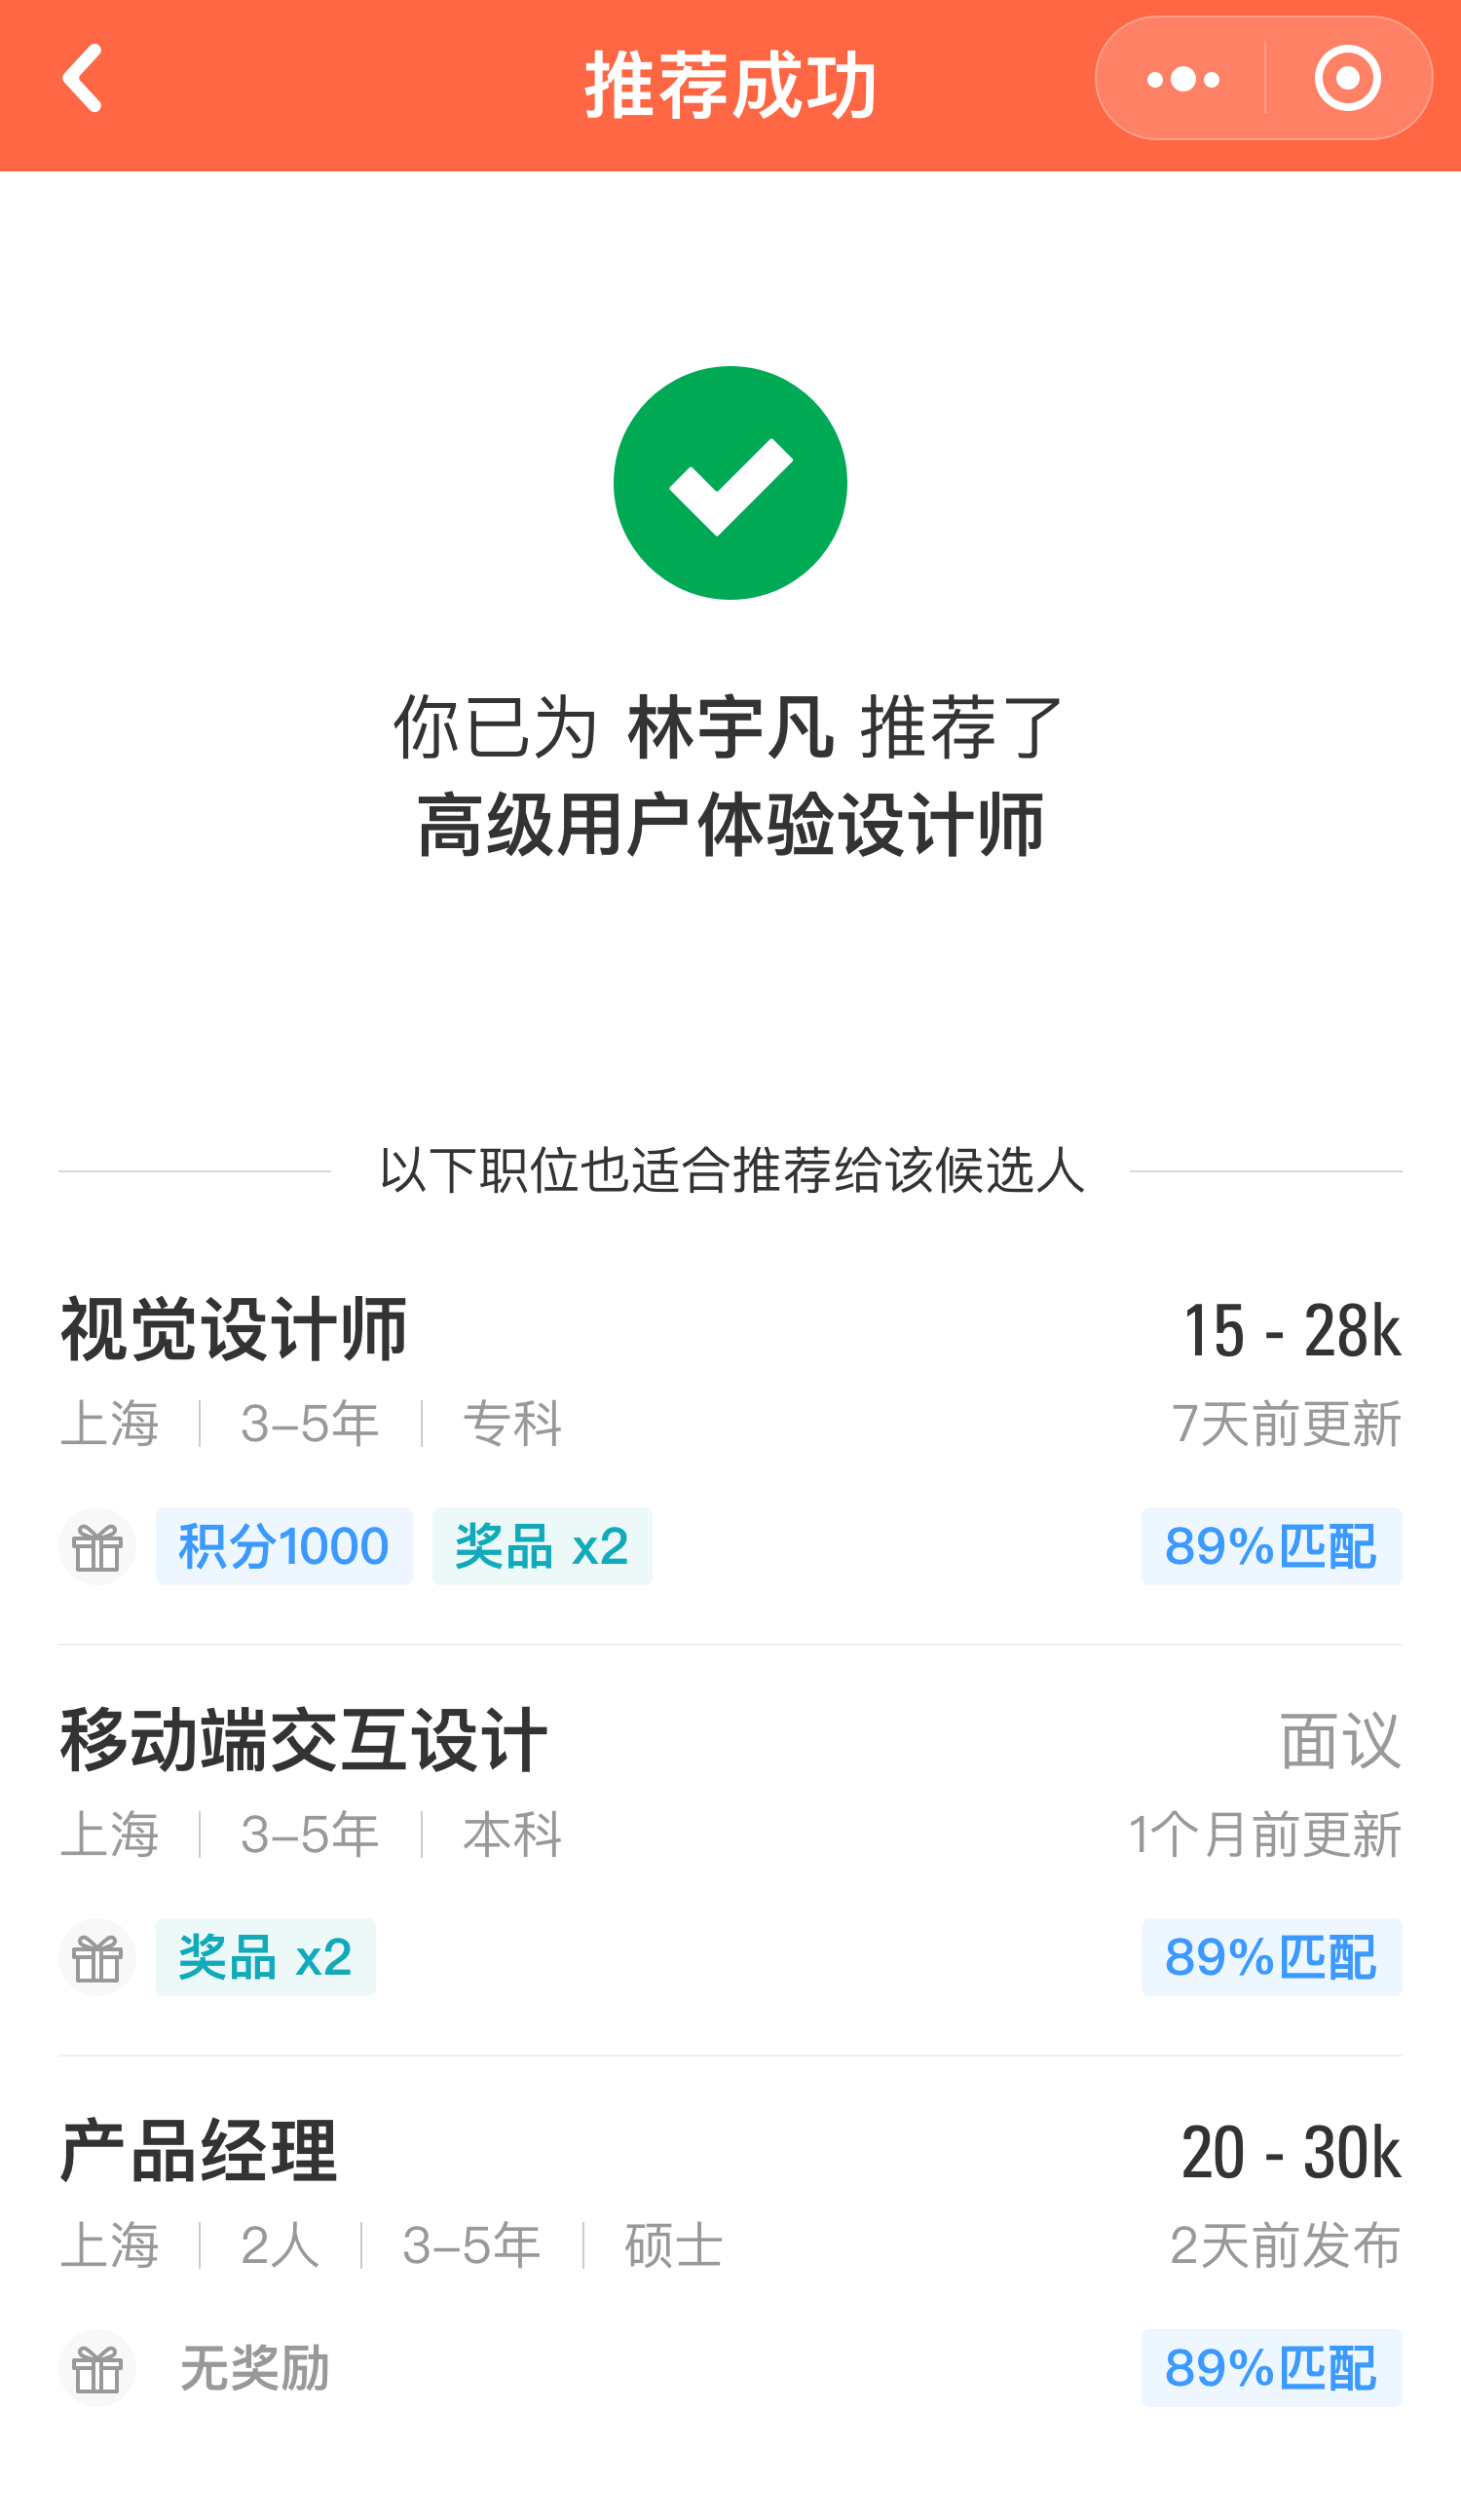 推荐成功
你已为 林宇凡 推荐了
高级用户体验设计师
以下职位也适合推荐给该候选人
视觉设计师 15 - 28k
上海 3-5年 专科 7天前更新
积分1000 奖品 x2 89%匹配
移动端交互设计 面议
上海 3-5年 本科 1个月前更新
奖品 x2 89%匹配
产品经理 20 - 30k
上海 2人 3-5年 硕士 2天前发布
无奖励 89%匹配